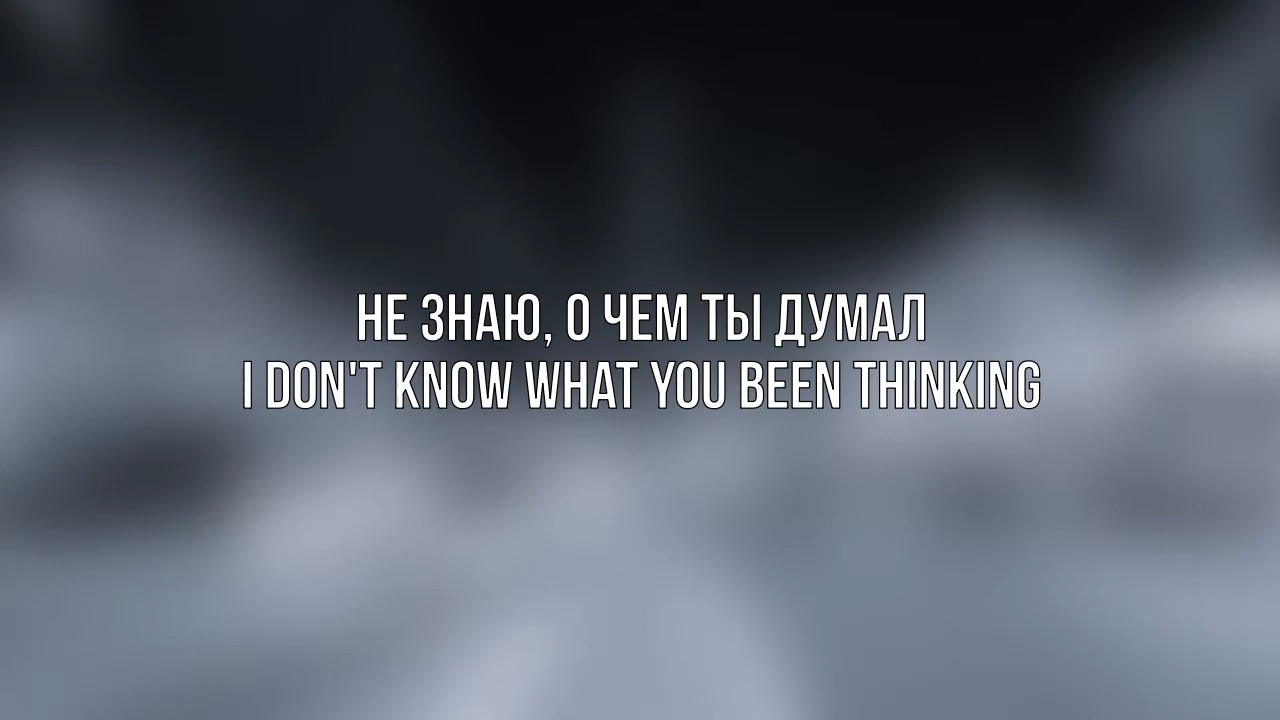 НЕ ЗНАЮ, О ЧЕМ ТЫ ДУМАЛ
I DON'T KNOW WHAT YOU BEEN THINKING